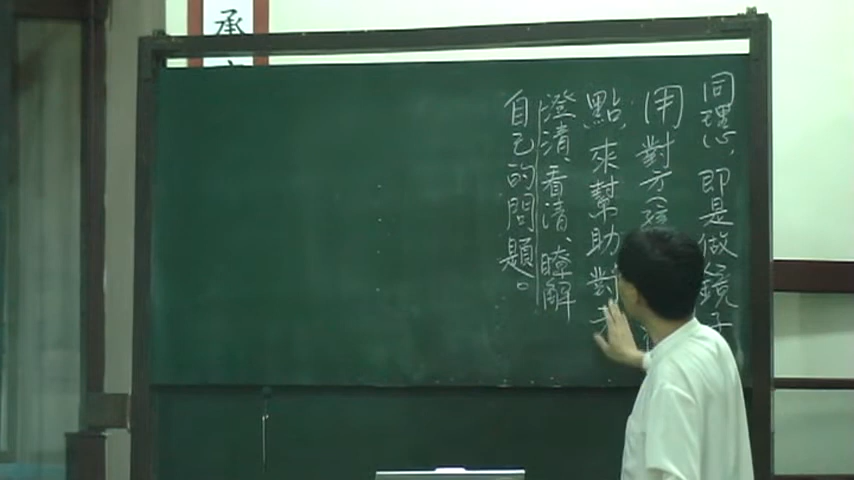 同理心,即是做鏡子
用對方
點,來幫助對方
澄清、看清、瞭解
自己的問題。
承